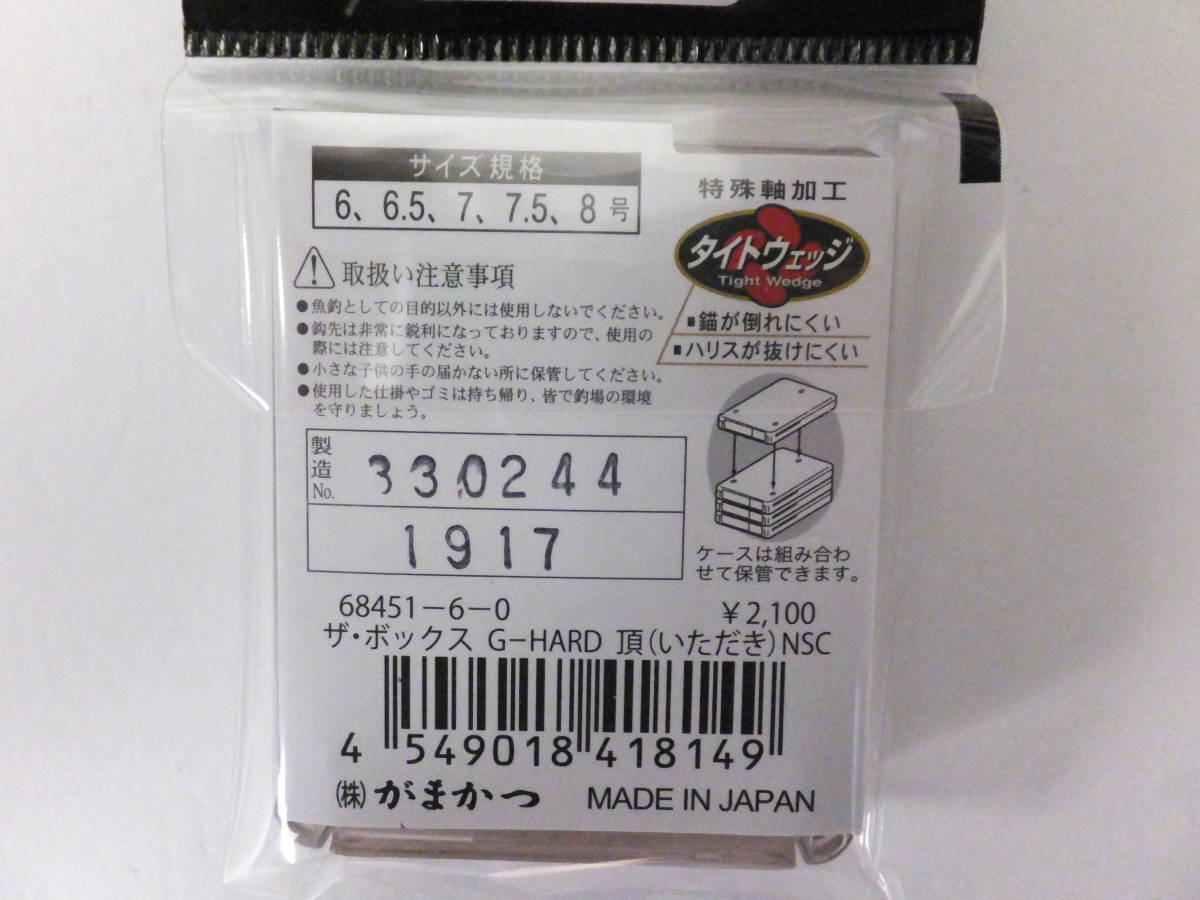 サイズ規格
6、6.5、7、7.5、8号
取扱い注意事項
●魚釣としての目的以外には使用しないでください。
●鈎先は非常に鋭利になっておりますので、使用の
際には注意してください。
●小さな子供の手の届かない所に保管してください。
●使用した仕掛やゴミは持ち帰り、皆で釣場の環境
を守りましょう。
特殊軸加工
タイトウェッジ
Tight Wedge
■錨が倒れにくい
■ハリスが抜けにくい
ケースは組み合わ
せて保管できます。
製造No. 330244
1917
68451-6-0 ¥2,100
ザ・ボックス G-HARD 頂(いただき)NSC
4 549018 418149
(株)がまかつ MADE IN JAPAN